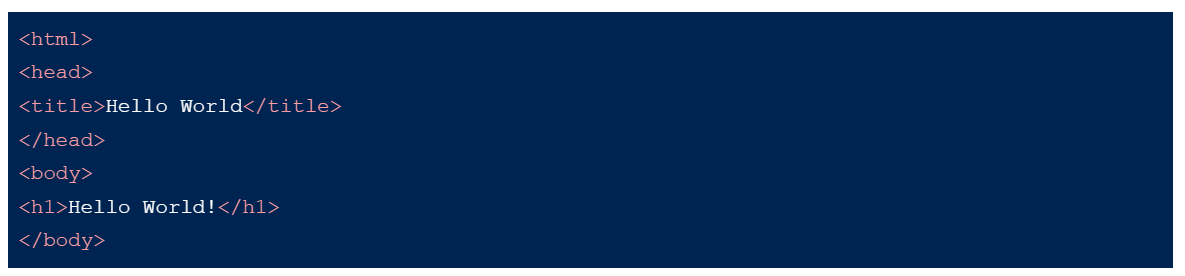 <html>
<head>
<title>Hello World</title>
</head>
<body>
<h1>Hello World!</h1>
</body>